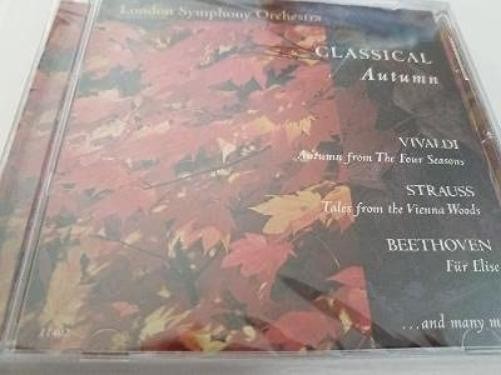 London Symphony Orchestra
CLASSICAL
Autumn
VIVALDI
Autumn from The Four Seasons
STRAUSS
Tales from the Vienna Woods
BEETHOVEN
Für Elise
...and many m